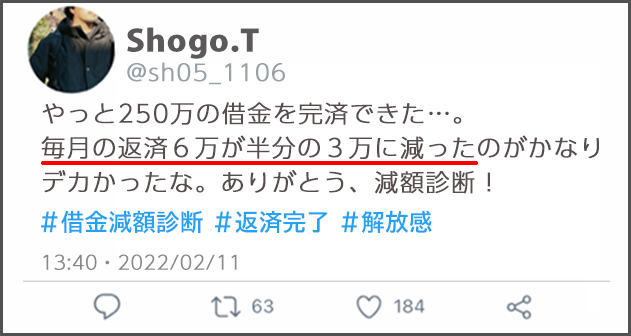 Shogo.T
@sh05_1106
やっと250万の借金を完済できた…。
毎月の返済６万が半分の３万に減ったのがかなり
デカかったな。ありがとう、減額診断！
#借金減額診断 #返済完了 #解放感
13:40・2022/02/11
63 184